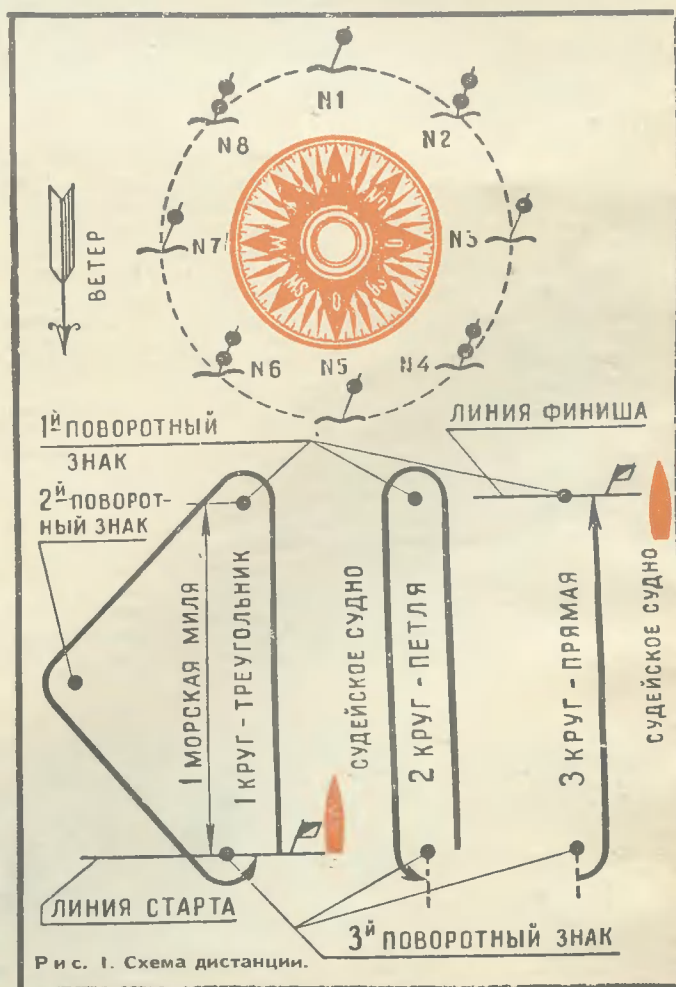 N1
N8
N2
N7
N3
ВЕТЕР
N6
N5
N4
1й ПОВОРОТНЫЙ
ЗНАК
ЛИНИЯ ФИНИША
2й ПОВОРОТ-
НЫЙ ЗНАК
1 МОРСКАЯ МИЛЯ
1 КРУГ - ТРЕУГОЛЬНИК
СУДЕЙСКОЕ СУДНО
2 КРУГ - ПЕТЛЯ
3 КРУГ - ПРЯМАЯ
СУДЕЙСКОЕ СУДНО
ЛИНИЯ СТАРТА
3й ПОВОРОТНЫЙ ЗНАК
Рис. 1. Схема дистанции.